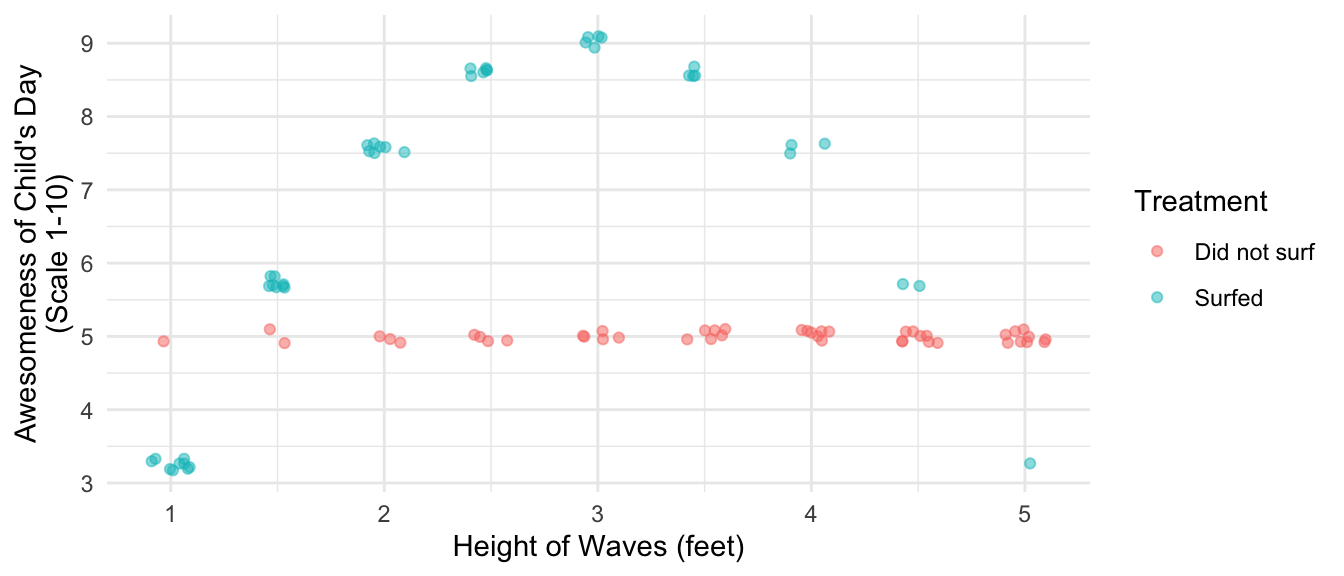 Awesomeness of Child's Day
(Scale 1-10)
9
8
7
6
5
4
3
1 2 3 4 5
Height of Waves (feet)
Treatment
Did not surf
Surfed